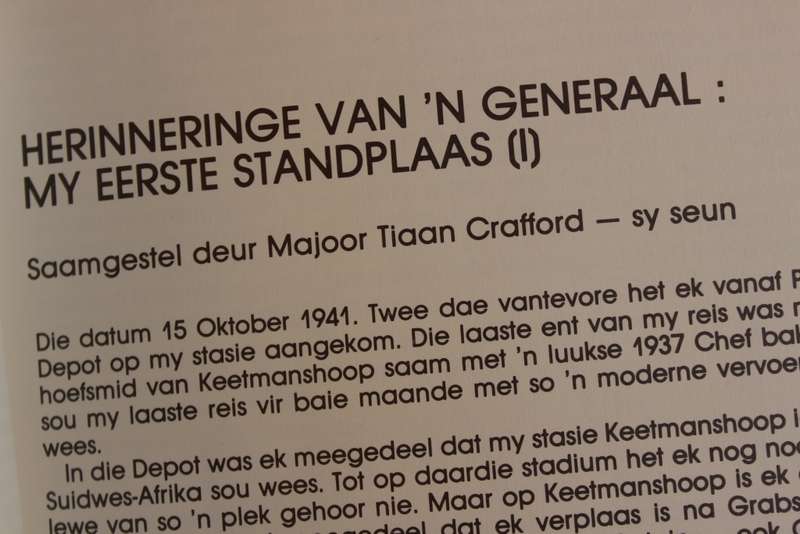 HERINNERINGE VAN 'N GENERAAL :
MY EERSTE STANDPLAAS (I)
Saamgestel deur Majoor Tiaan Crafford — sy seun
Die datum 15 Oktober 1941. Twee dae vantevore het ek vanaf
Depot op my stasie aangekom. Die laaste ent van my reis was
hoefsmid van Keetmanshoop saam met 'n luukse 1937 Chef
sou my laaste reis vir baie maande met so 'n moderne
wees.
In die Depot was ek meegedeel dat my stasie Keetmanshoop
Suidwes-Afrika sou wees. Tot op daardie stadium het ek nog
lewe van so 'n plek gehoor nie. Maar op Keetmanshoop is ek
dat ek verplaas is na